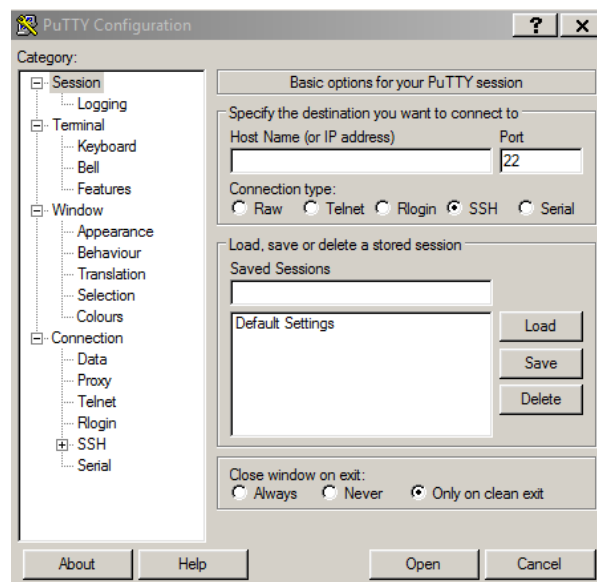 PuTTY Configuration
? x
Category:
Session
Logging
Terminal
Keyboard
Bell
Features
Window
Appearance
Behaviour
Translation
Selection
Colours
Connection
Data
Proxy
Telnet
Rlogin
SSH
Serial
Basic options for your PuTTY session
Specify the destination you want to connect to
Host Name (or IP address) Port
22
Connection type:
Raw Telnet Rlogin SSH Serial
Load, save or delete a stored session
Saved Sessions
Default Settings
Load
Save
Delete
Close window on exit:
Always Never Only on clean exit
About Help Open Cancel